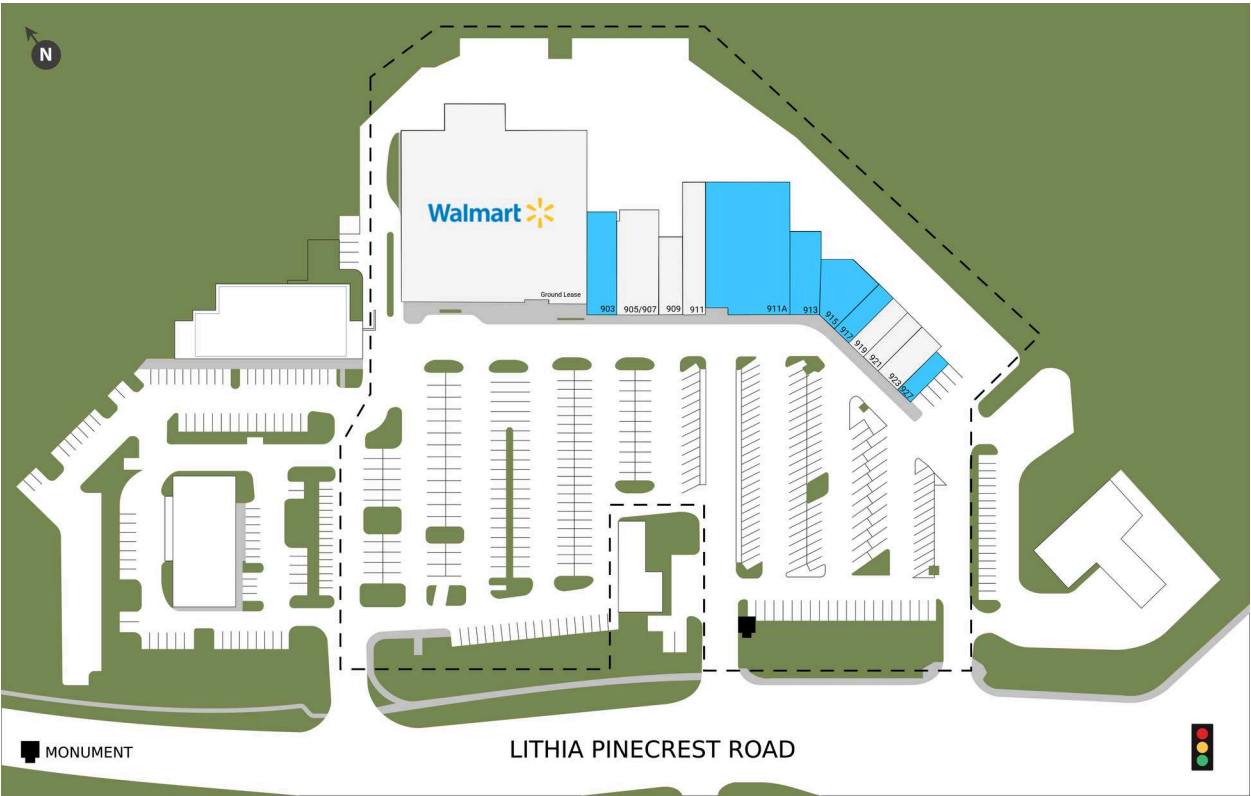 N
Walmart
Ground Lease
903
905/907
909
911
911A
913
915
917
919
921
923
927
MONUMENT
LITHIA PINECREST ROAD